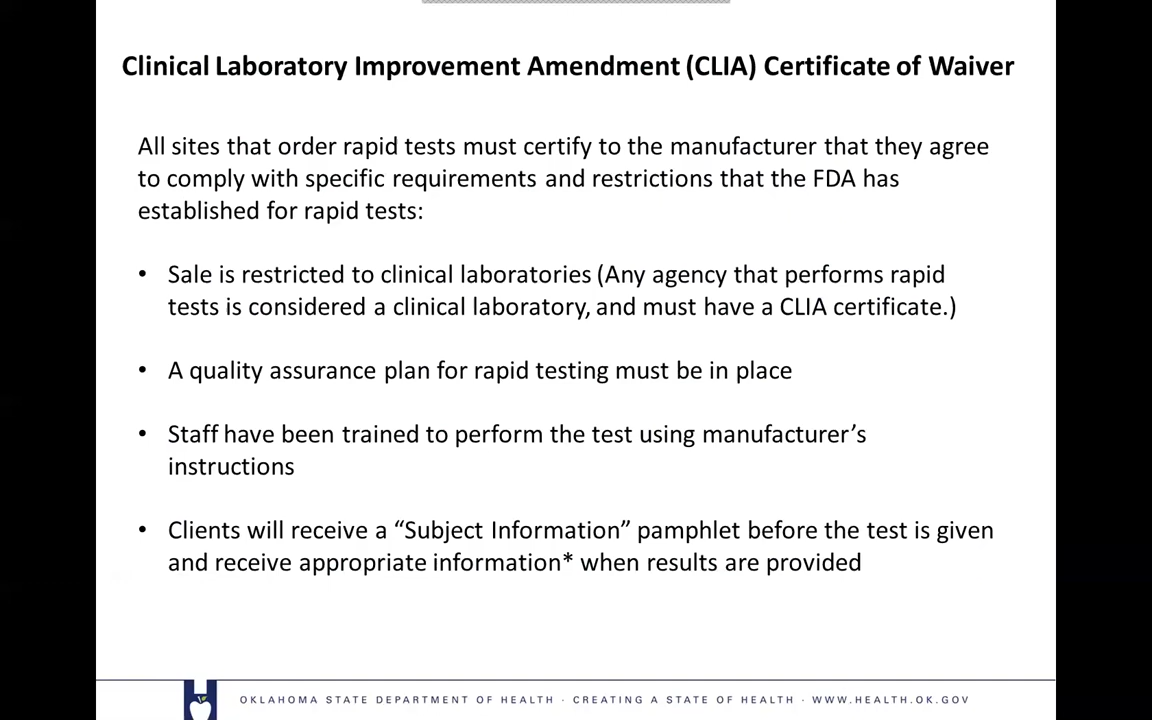 Clinical Laboratory Improvement Amendment (CLIA) Certificate of Waiver
All sites that order rapid tests must certify to the manufacturer that they agree
to comply with specific requirements and restrictions that the FDA has
established for rapid tests:
• Sale is restricted to clinical laboratories (Any agency that performs rapid
tests is considered a clinical laboratory, and must have a CLIA certificate.)
• A quality assurance plan for rapid testing must be in place
• Staff have been trained to perform the test using manufacturer’s
instructions
• Clients will receive a “Subject Information” pamphlet before the test is given
and receive appropriate information* when results are provided
OKLAHOMA STATE DEPARTMENT OF HEALTH · CREATING A STATE OF HEALTH · WWW.HEALTH.OK.GOV